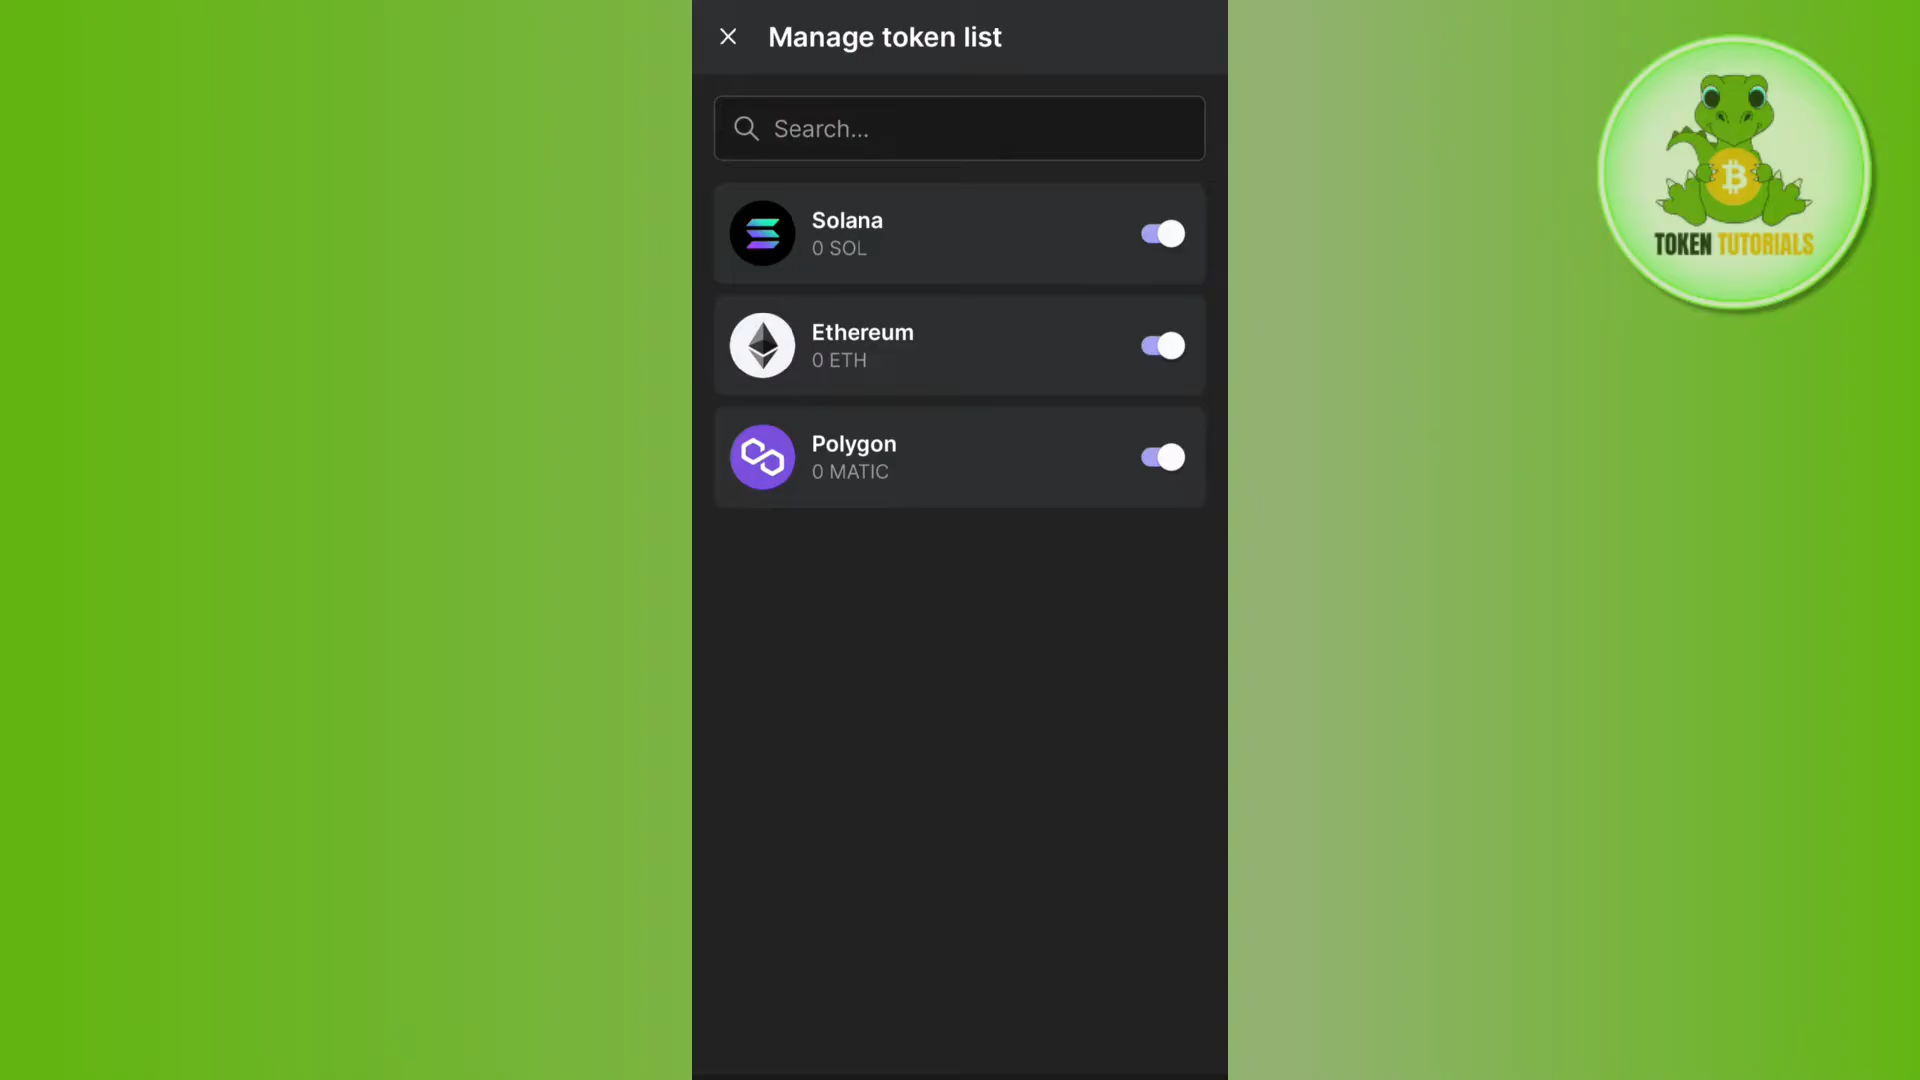 Manage token list
Search...
Solana
0 SOL
Ethereum
0 ETH
Polygon
0 MATIC
TOKEN TUTORIALS